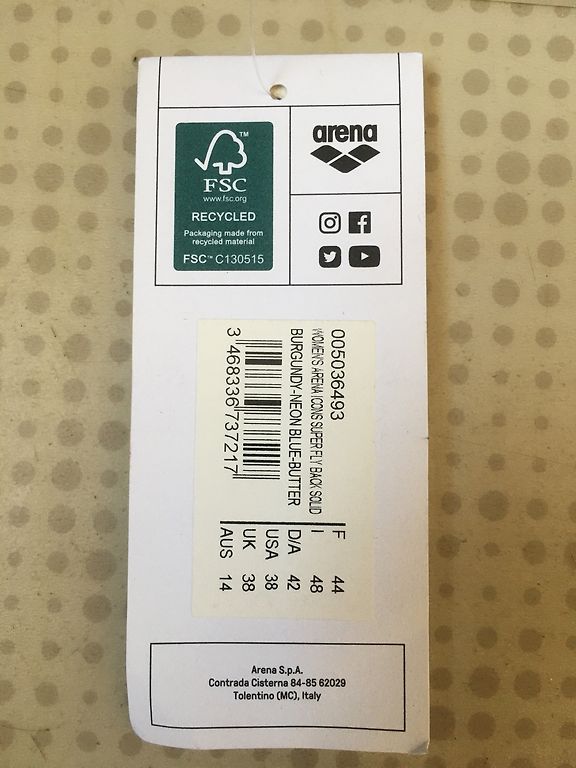 FSC™
www.fsc.org
RECYCLED
Packaging made from
recycled material
FSC™ C130515
arena
005036493
WOMEN'S ARENA ICONS SUPER FLY BACK SOLID
BURGUNDY-NEON BLUE-BUTTER
3 468336 737217
F 44
I 48
D/A 42
USA 38
UK 38
AUS 14
Arena S.p.A.
Contrada Cisterna 84-85 62029
Tolentino (MC), Italy